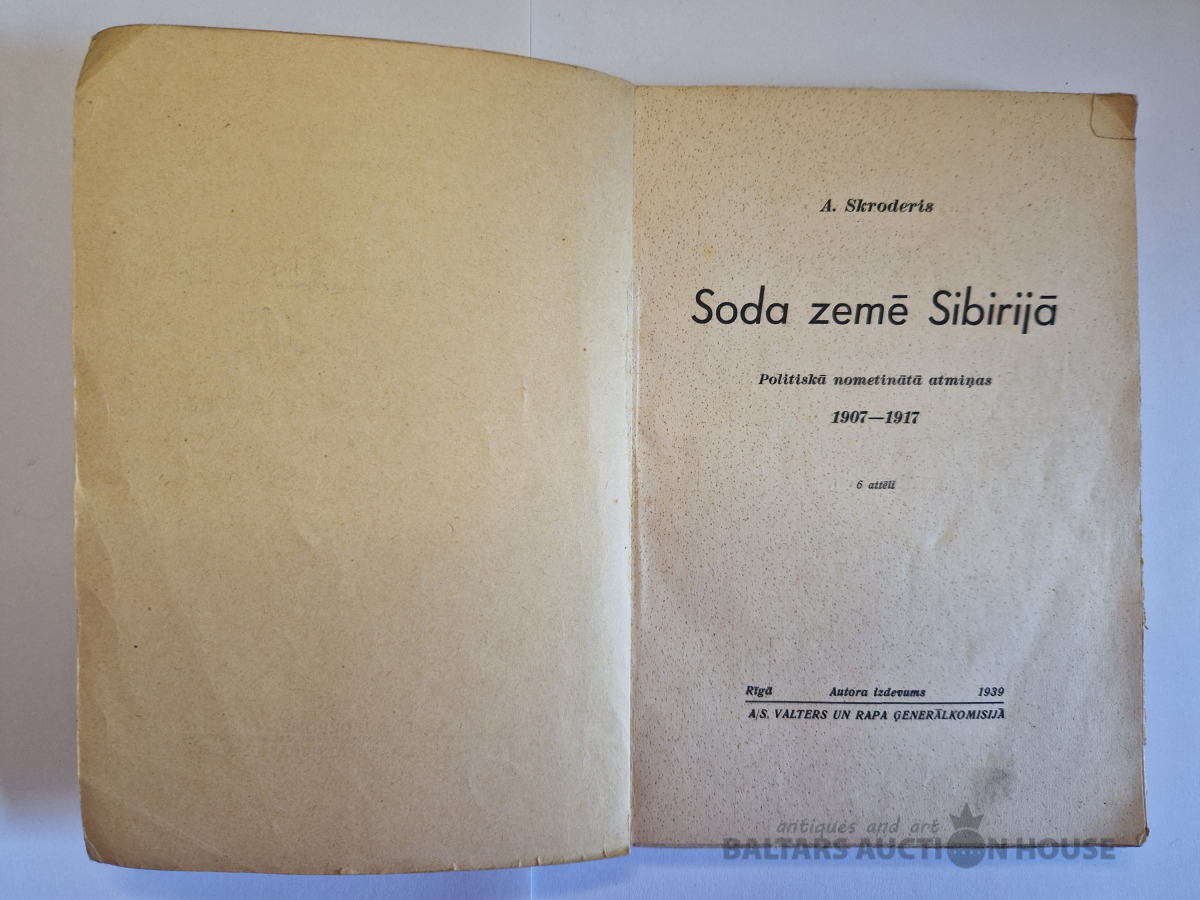 A. Skroderis
Soda zemē Sibirijā
Politiskā nometinātā atmiņas
1907—1917
6 attēli
Rīgā Autora izdevums 1939
A/S. VALTERS UN RAPA ĢENERĀLKOMISIJĀ
antiques and art
BALTARS AUCTION HOUSE